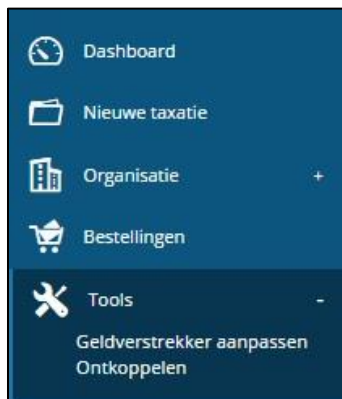 Dashboard
Nieuwe taxatie
Organisatie +
Bestellingen
Tools -
Geldverstrekker aanpassen
Ontkoppelen